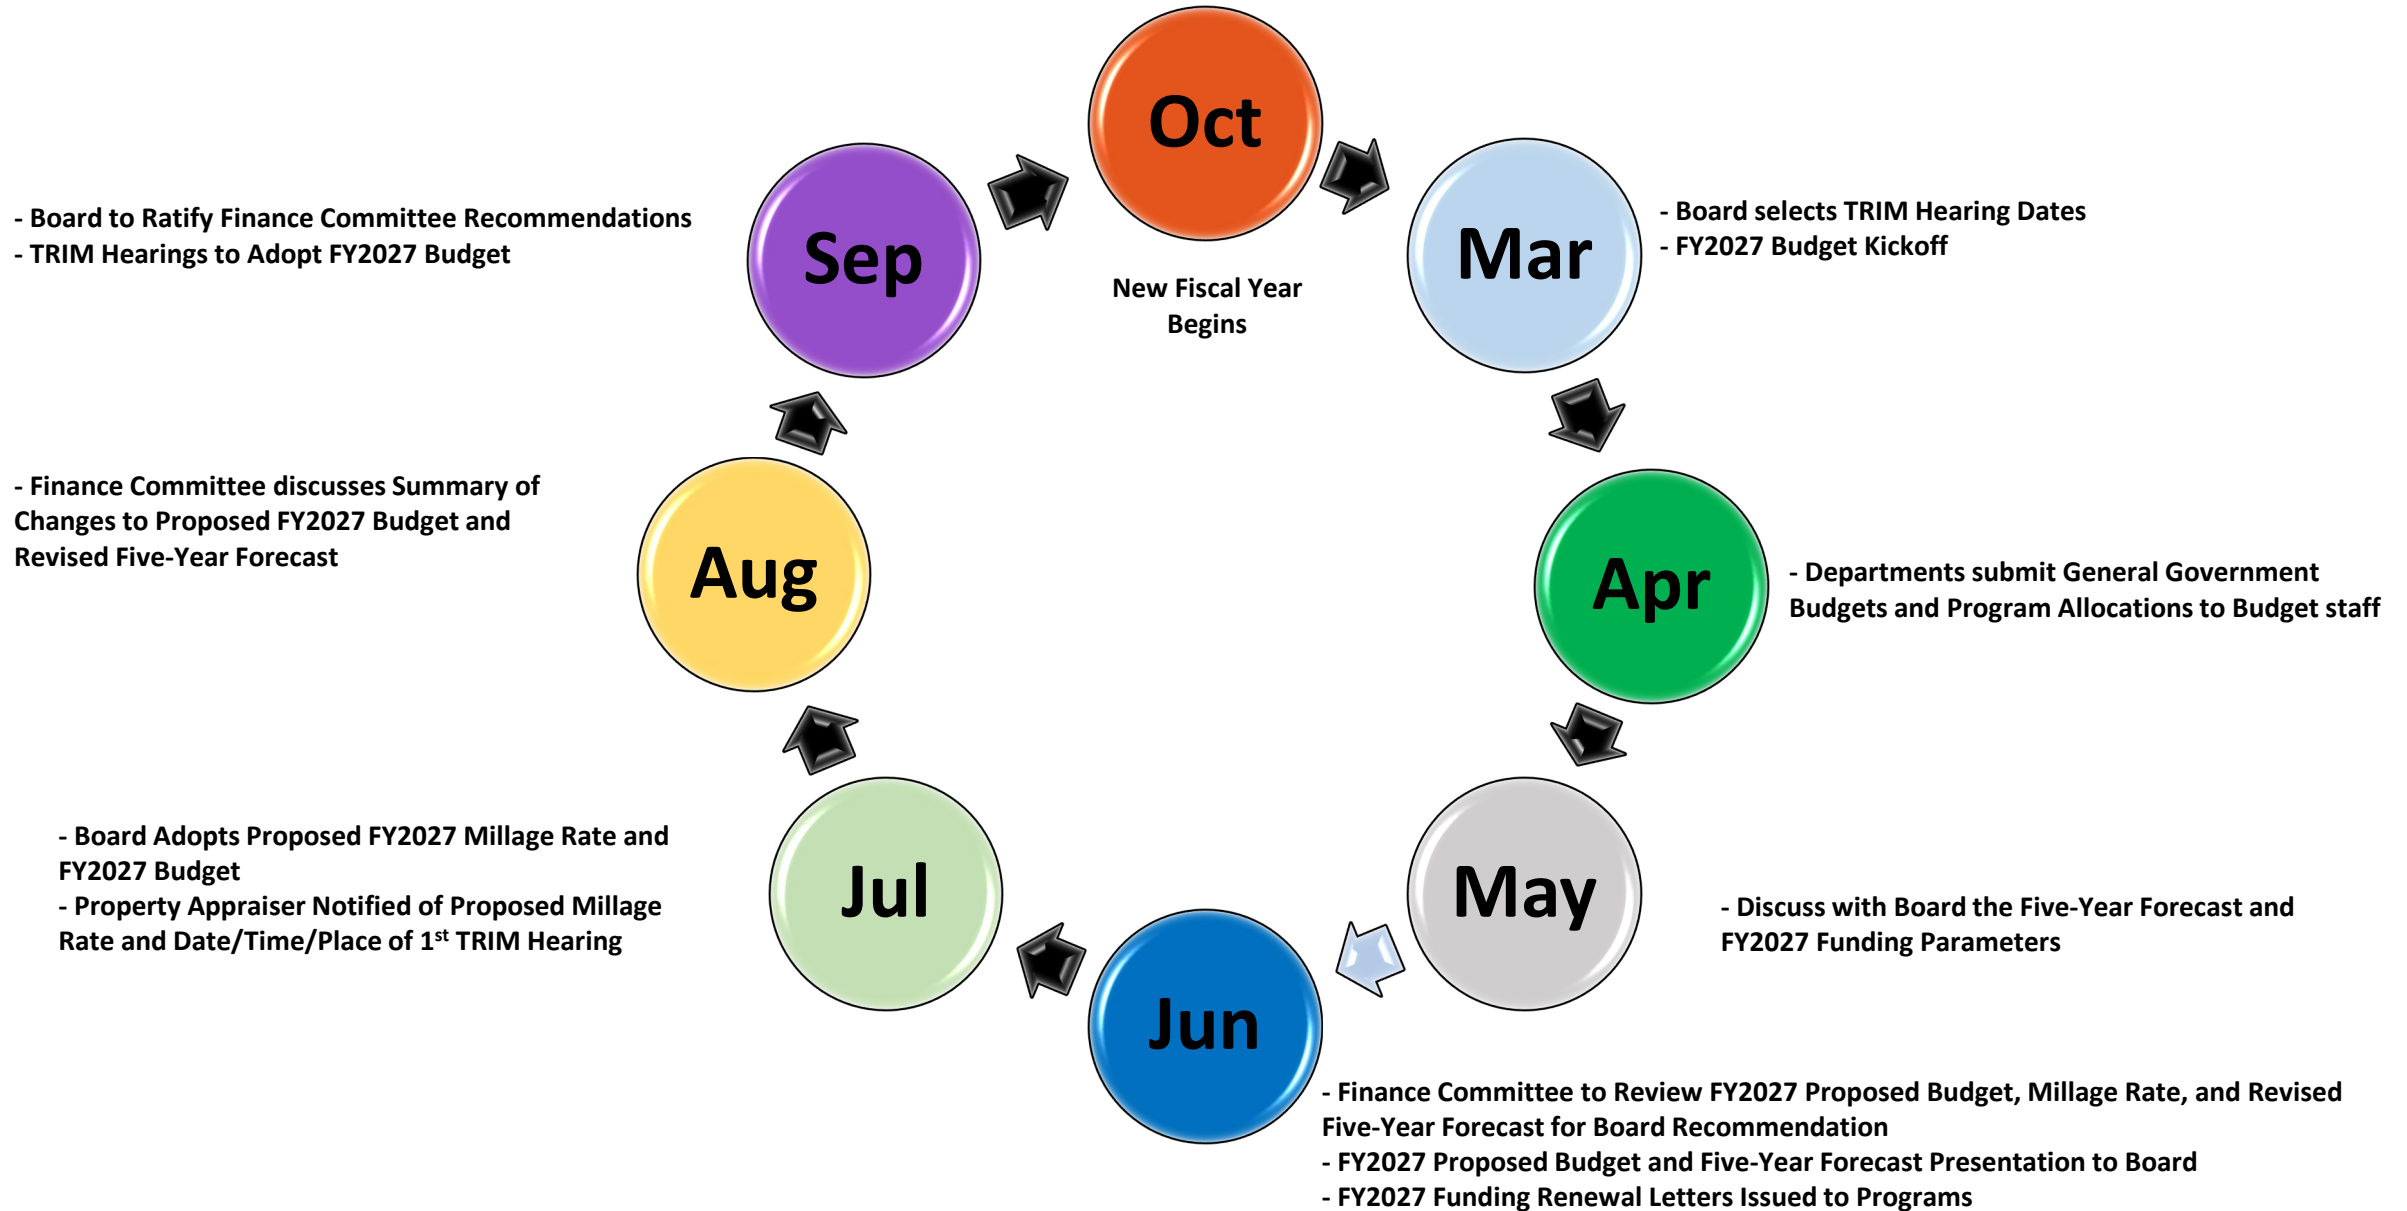 Oct
New Fiscal Year
Begins
Mar
- Board selects TRIM Hearing Dates
- FY2027 Budget Kickoff
Apr
- Departments submit General Government
Budgets and Program Allocations to Budget staff
May
- Discuss with Board the Five-Year Forecast and
FY2027 Funding Parameters
Jun
- Finance Committee to Review FY2027 Proposed Budget, Millage Rate, and Revised
Five-Year Forecast for Board Recommendation
- FY2027 Proposed Budget and Five-Year Forecast Presentation to Board
- FY2027 Funding Renewal Letters Issued to Programs
Jul
- Board Adopts Proposed FY2027 Millage Rate and
FY2027 Budget
- Property Appraiser Notified of Proposed Millage
Rate and Date/Time/Place of 1st TRIM Hearing
Aug
- Finance Committee discusses Summary of
Changes to Proposed FY2027 Budget and
Revised Five-Year Forecast
Sep
- Board to Ratify Finance Committee Recommendations
- TRIM Hearings to Adopt FY2027 Budget